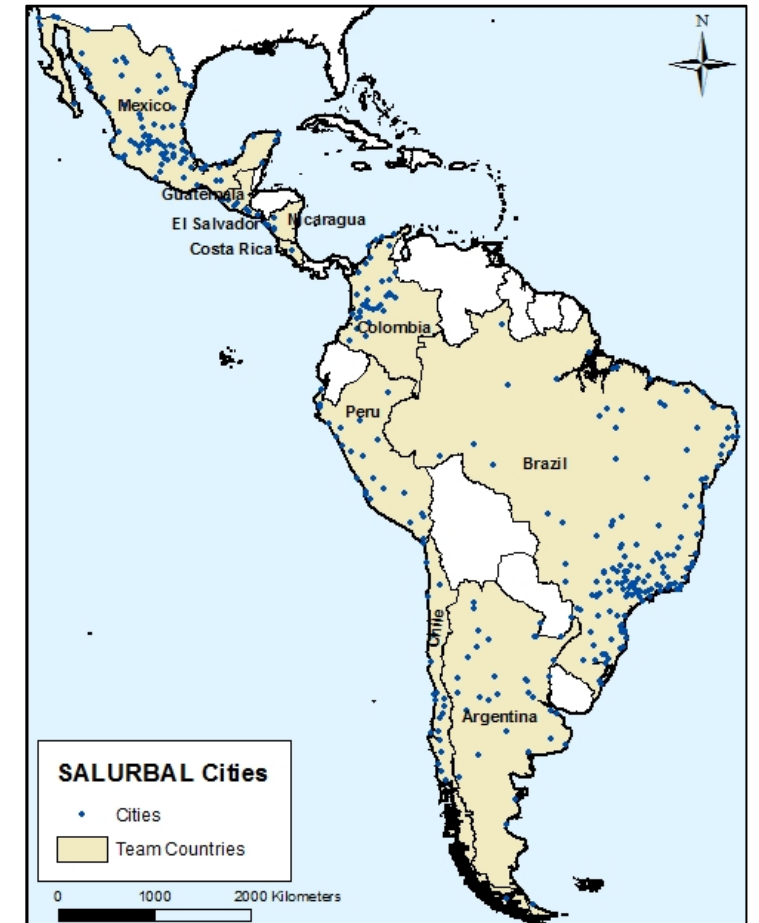 N
Mexico
Guatemala
El Salvador
Nicaragua
Costa Rica
Colombia
Peru
Brazil
Chile
Argentina
SALURBAL Cities
Cities
Team Countries
0 1000 2000 Kilometers